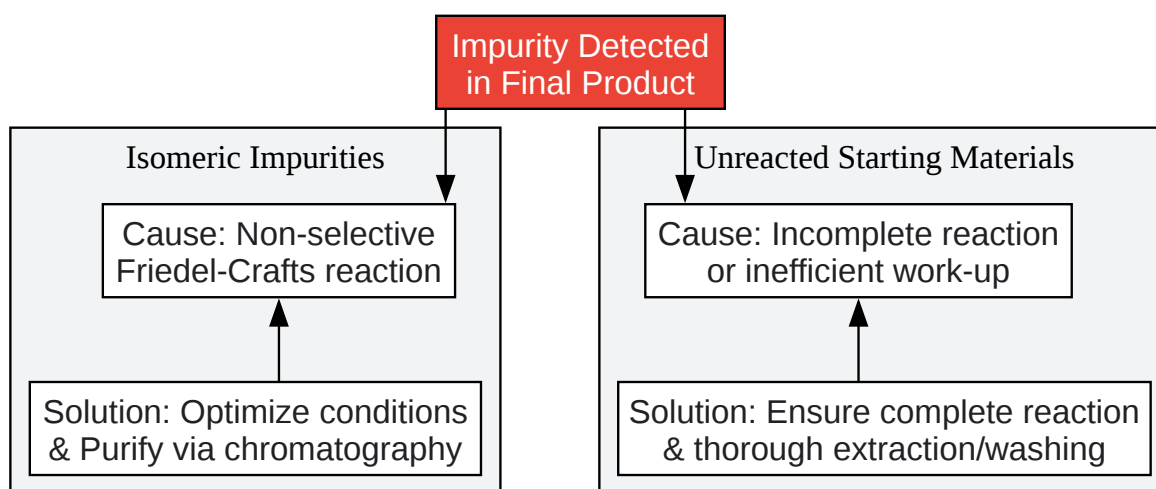 Impurity Detected
in Final Product
Isomeric Impurities
Cause: Non-selective
Friedel-Crafts reaction
Solution: Optimize conditions
& Purify via chromatography
Unreacted Starting Materials
Cause: Incomplete reaction
or inefficient work-up
Solution: Ensure complete reaction
& thorough extraction/washing